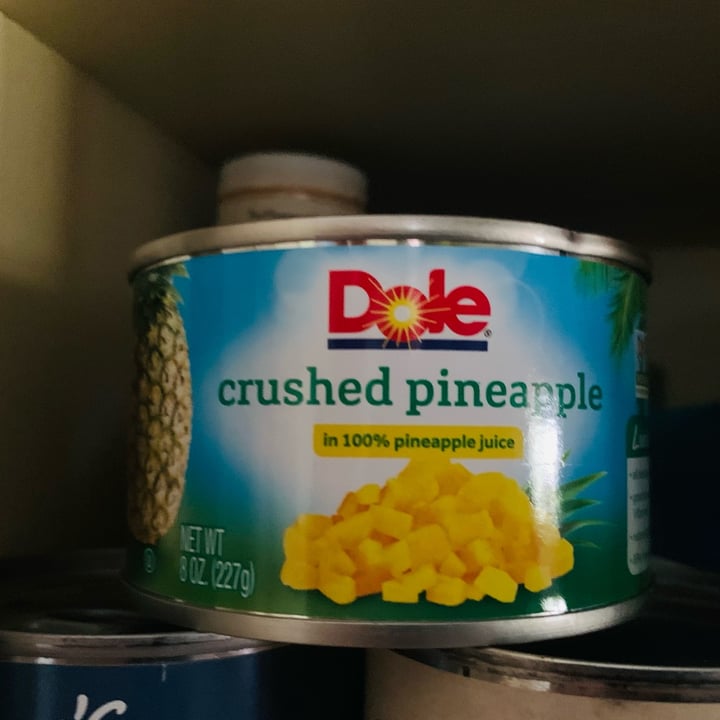 Dole®
crushed pineapple
in 100% pineapple juice
NET WT
8 OZ. (227g)